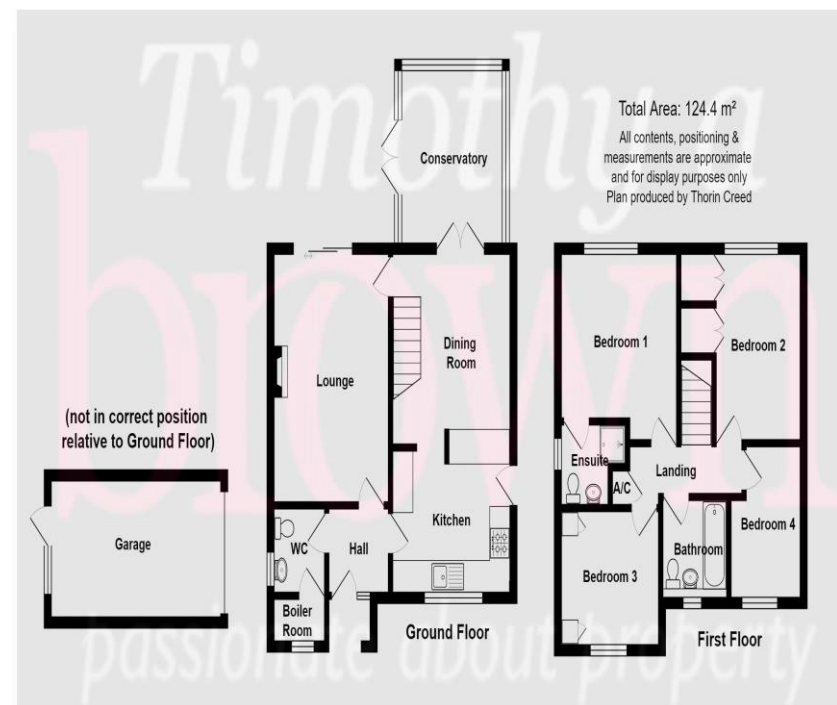 Timothy a
brown
passionate about property
Total Area: 124.4 m²
All contents, positioning &
measurements are approximate
and for display purposes only
Plan produced by Thorin Creed
Conservatory
Dining
Room
Lounge
Kitchen
WC
Hall
Boiler
Room
Ground Floor
(not in correct position
relative to Ground Floor)
Garage
Bedroom 1
Bedroom 2
Ensuite
A/C
Landing
Bedroom 3
Bathroom
Bedroom 4
First Floor